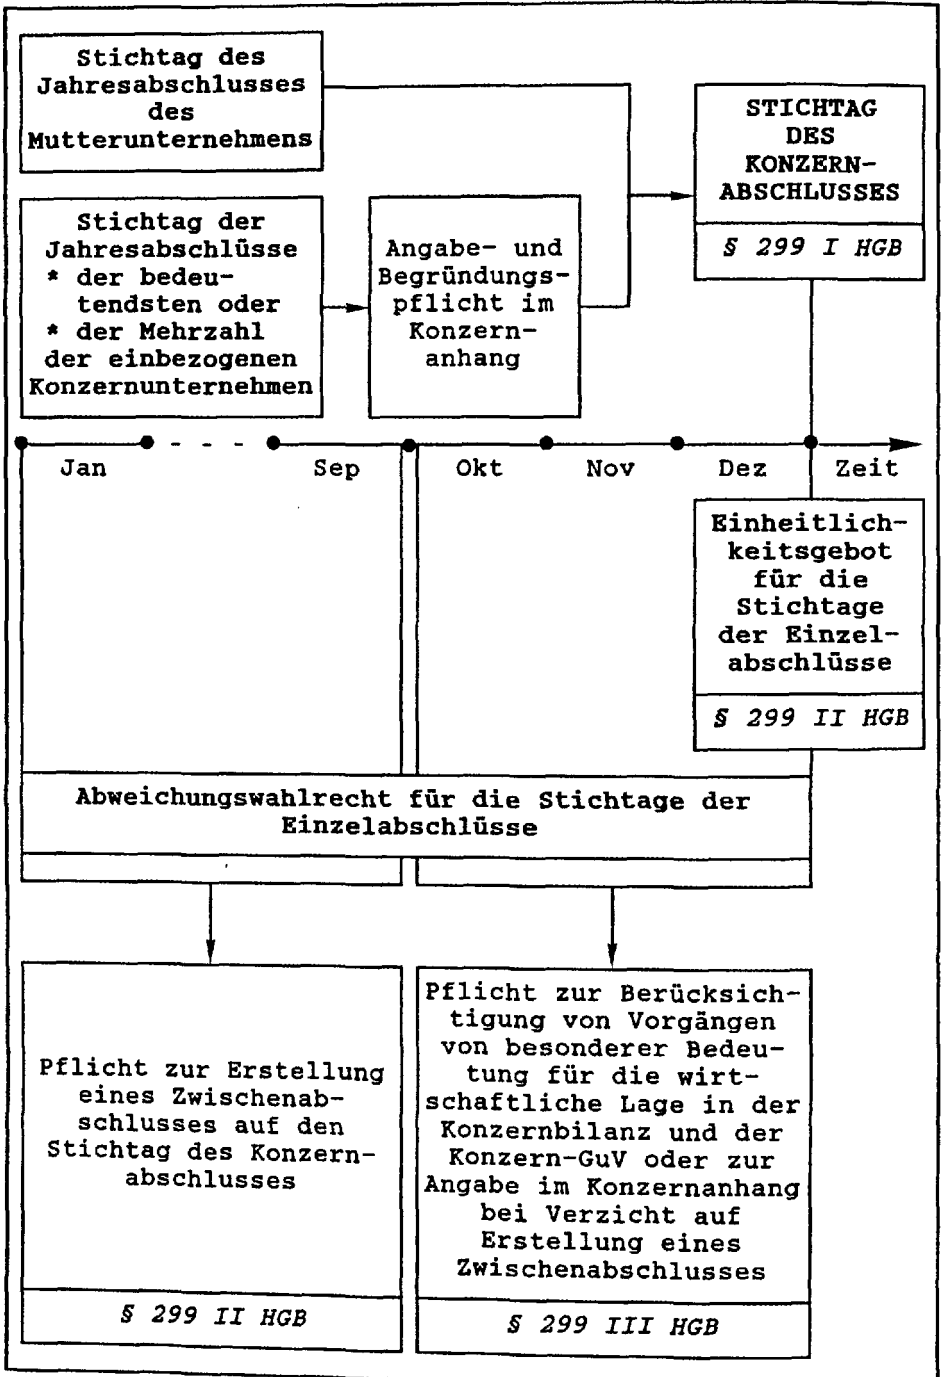 Stichtag des
Jahresabschlusses
des
Mutterunternehmens
STICHTAG
DES
KONZERN-
ABSCHLUSSES
§ 299 I HGB
Stichtag der
Jahresabschlüsse
* der bedeu-
tendsten oder
* der Mehrzahl
der einbezogenen
Konzernunternehmen
Angabe- und
Begründungs-
pflicht im
Konzern-
anhang
Jan
Sep
Okt
Nov
Dez
Zeit
Einheitlich-
keitsgebot
für die
Stichtage
der Einzel-
abschlüsse
§ 299 II HGB
Abweichungswahlrecht für die Stichtage der
Einzelabschlüsse
Pflicht zur Erstellung
eines Zwischenab-
schlusses auf den
Stichtag des Konzern-
abschlusses
§ 299 II HGB
Pflicht zur Berücksich-
tigung von Vorgängen
von besonderer Bedeu-
tung für die wirt-
schaftliche Lage in der
Konzernbilanz und der
Konzern-GuV oder zur
Angabe im Konzernanhang
bei Verzicht auf
Erstellung eines
Zwischenabschlusses
§ 299 III HGB